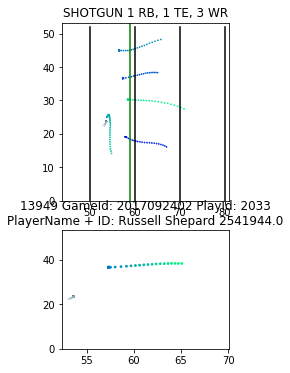 SHOTGUN 1 RB, 1 TE, 3 WR
50
40
30
20
10
0
50 60 70 80
13949 GameId: 2017092402 PlayId: 2033
PlayerName + ID: Russell Shepard 2541944.0
40
20
0
55 60 65 70